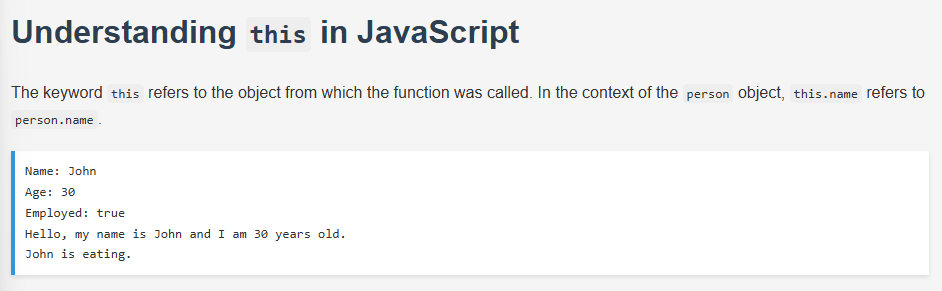 Understanding this in JavaScript
The keyword this refers to the object from which the function was called. In the context of the person object, this.name refers to
person.name.
Name: John
Age: 30
Employed: true
Hello, my name is John and I am 30 years old.
John is eating.